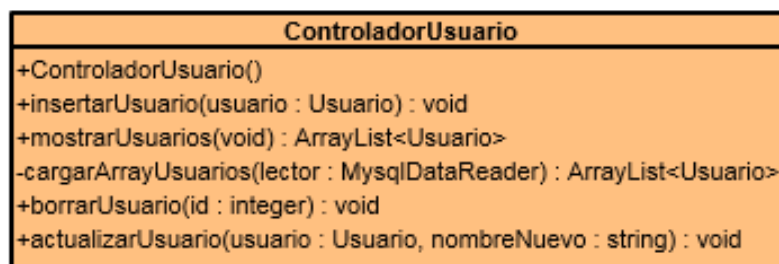 ControladorUsuario
+ControladorUsuario()
+insertarUsuario(usuario : Usuario) : void
+mostrarUsuarios(void) : ArrayList<Usuario>
-cargarArrayUsuarios(lector : MysqlDataReader) : ArrayList<Usuario>
+borrarUsuario(id : integer) : void
+actualizarUsuario(usuario : Usuario, nombreNuevo : string) : void